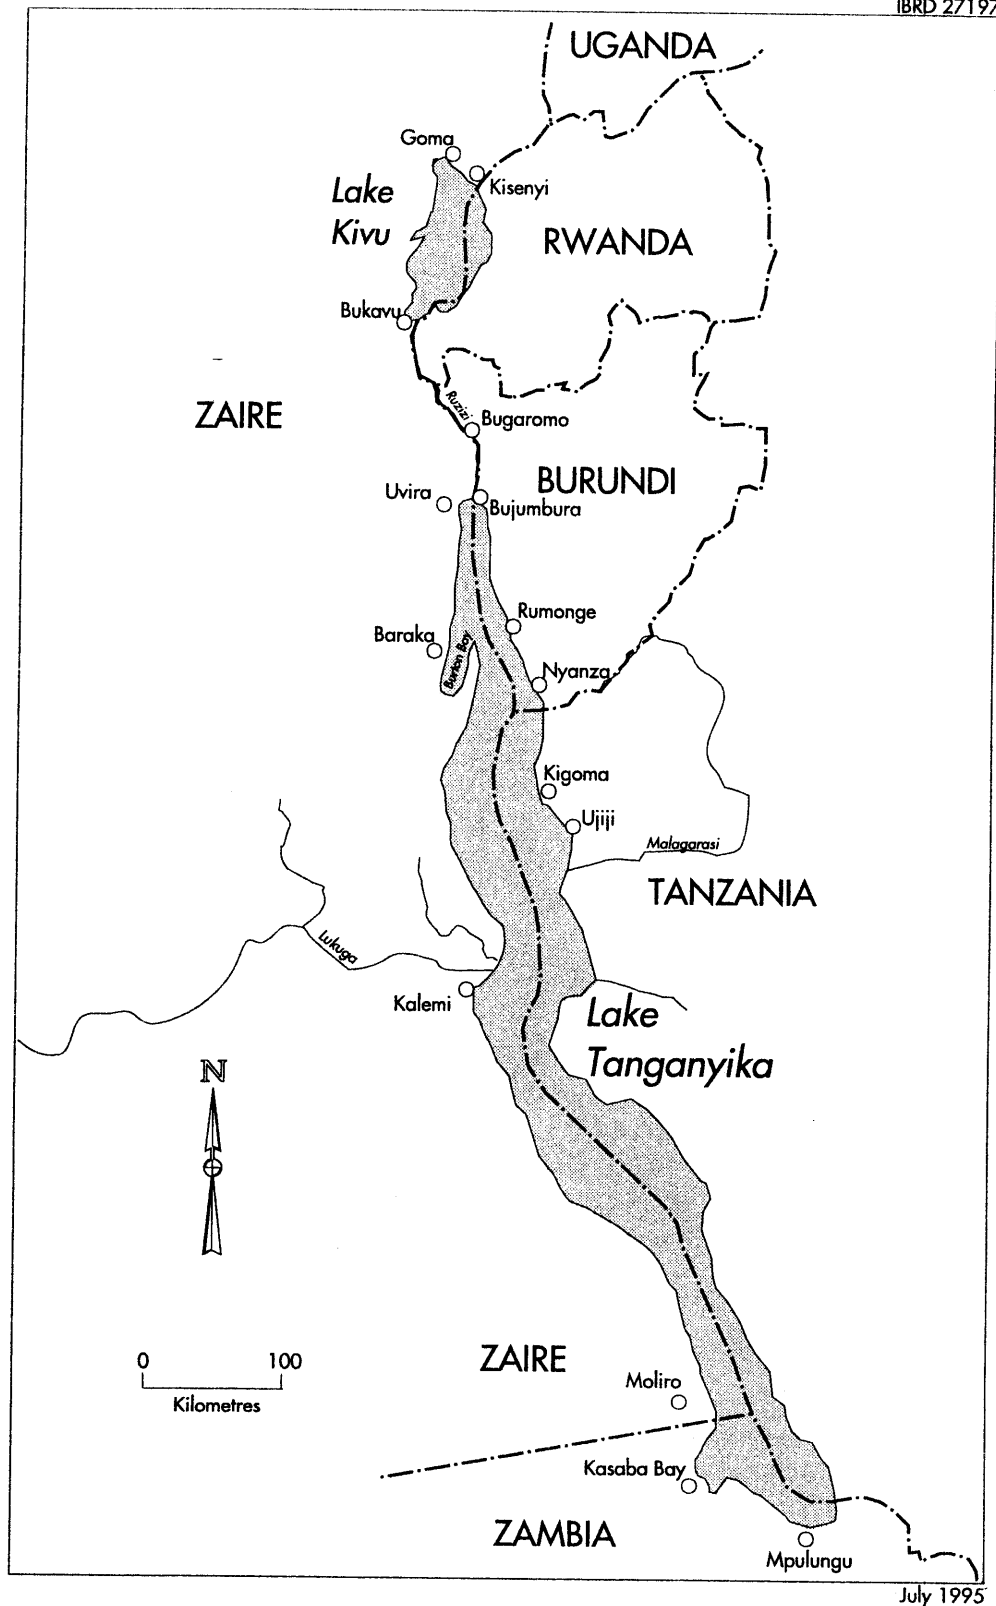 IBRD 27197
UGANDA
Goma
Kisenyi
Lake
Kivu
RWANDA
Bukavu
ZAIRE
Ruzizi
Bugaromo
BURUNDI
Uvira
Bujumbura
Rumonge
Baraka
Burton Bay
Nyanza
Kigoma
Ujiji
Malagarasi
TANZANIA
Lukuga
Kalemi
Lake
Tanganyika
N
ZAIRE
0 100
Kilometres
Moliro
Kasaba Bay
ZAMBIA
Mpulungu
July 1995